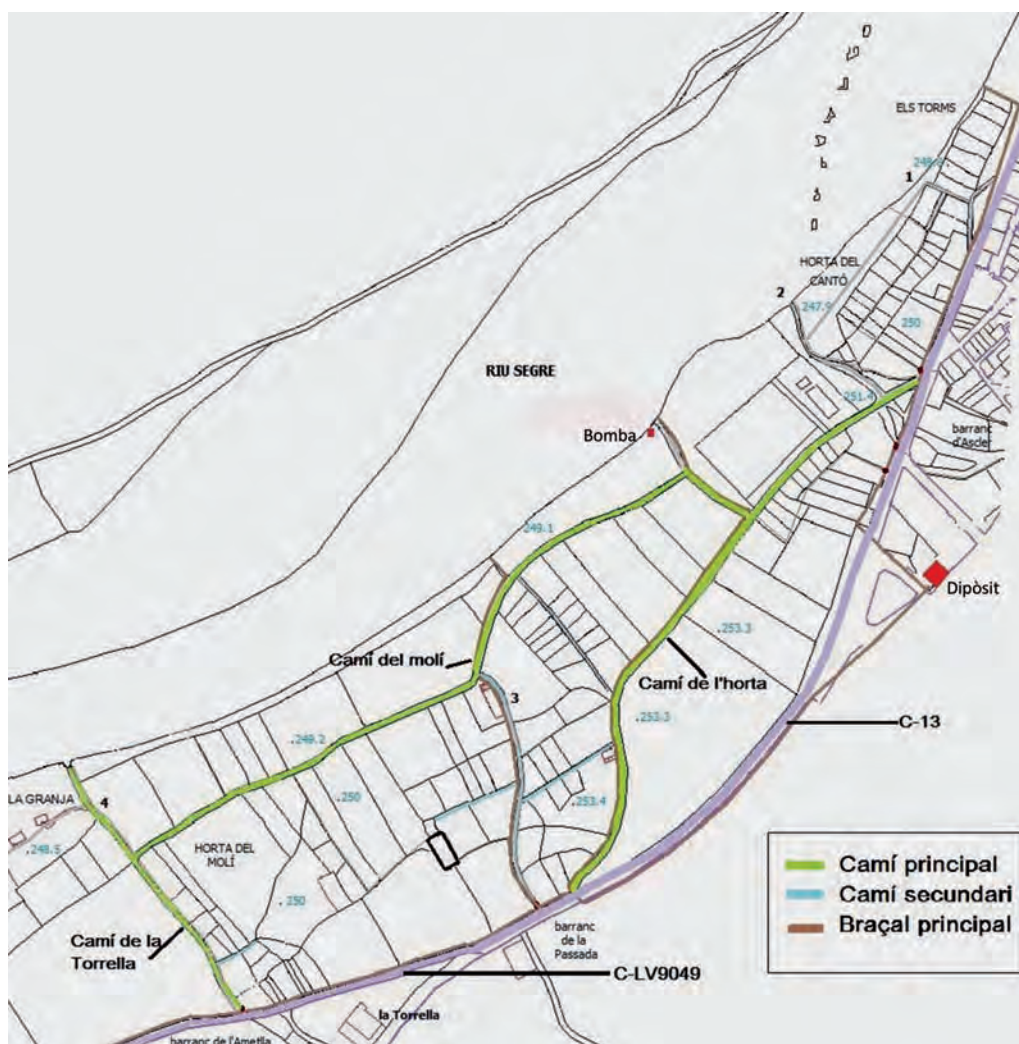 ELS TORMS
1
HORTA DEL
CANTÓ
2
247.9
250
RIU SEGRE
251.4
Bomba
barranc
d'Ascler
249.1
Dipòsit
.253.3
Camí del molí
Camí de l'horta
3
.253.3
C-13
.249.2
LA GRANJA
4
.250
.253.4
.248.5
HORTA DEL
MOLÍ
Camí principal
Camí secundari
Braçal principal
.250
Camí de la
Torrella
barranc
de la
Passada
C-LV9049
la Torrella
barranc de l'Ametlla